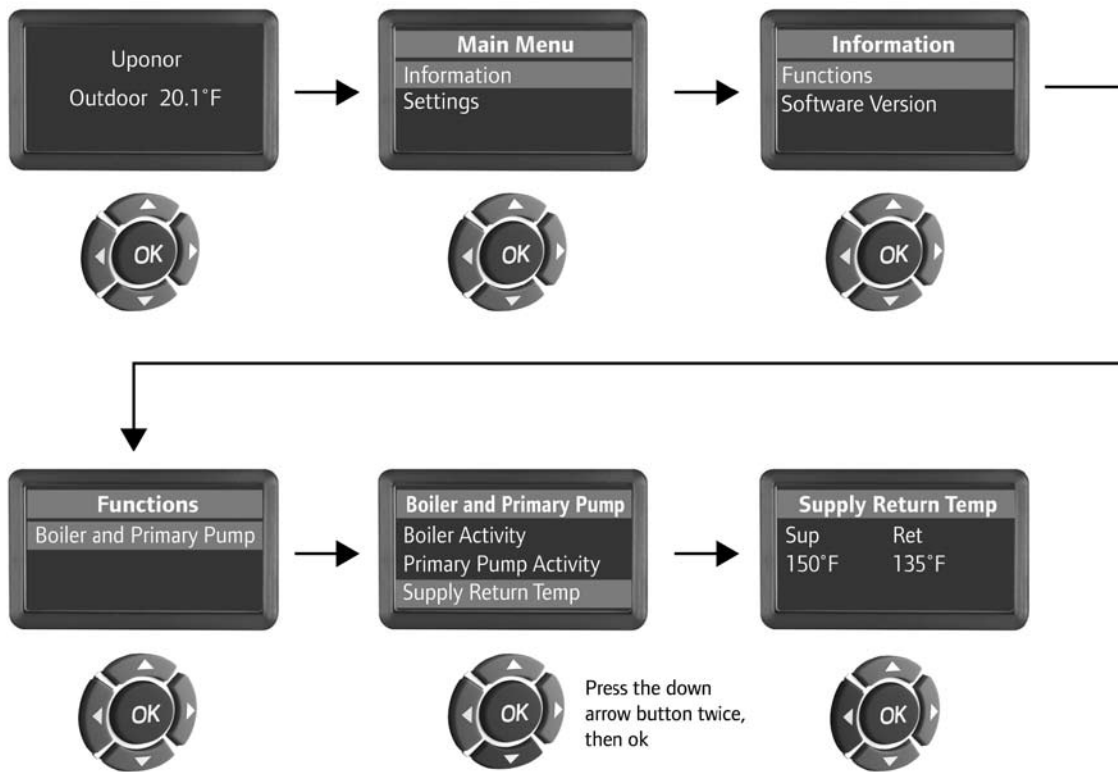 Uponor
Outdoor 20.1°F
OK
Main Menu
Information
Settings
OK
Information
Functions
Software Version
OK
Functions
Boiler and Primary Pump
OK
Boiler and Primary Pump
Boiler Activity
Primary Pump Activity
Supply Return Temp
OK
Press the down
arrow button twice,
then ok
Supply Return Temp
Sup Ret
150°F 135°F
OK